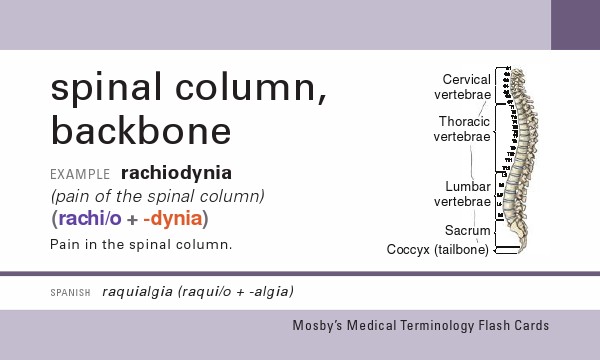 spinal column,
backbone
EXAMPLE rachiodynia
(pain of the spinal column)
(rachi/o + -dynia)
Pain in the spinal column.
Cervical
vertebrae
Thoracic
vertebrae
Lumbar
vertebrae
Sacrum
Coccyx (tailbone)
SPANISH raquialgia (raqui/o + -algia)
Mosby's Medical Terminology Flash Cards